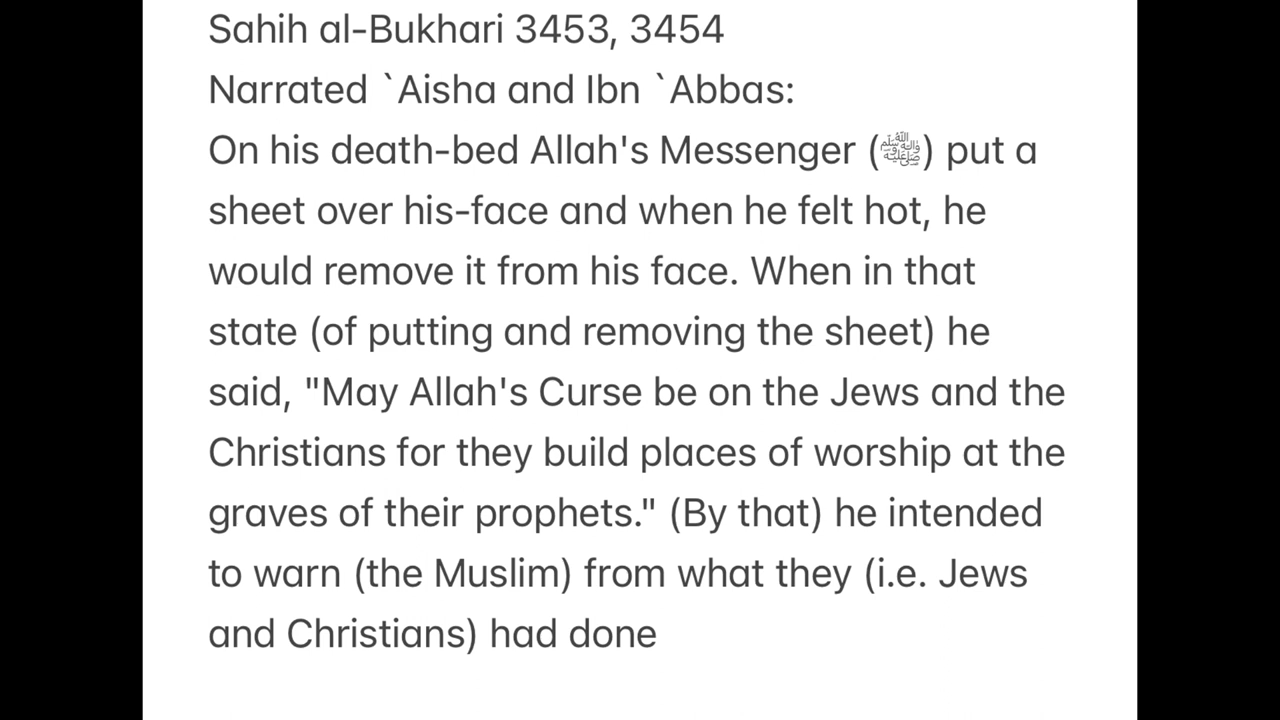 Sahih al-Bukhari 3453, 3454
Narrated `Aisha and Ibn `Abbas:
On his death-bed Allah's Messenger (ﷺ) put a
sheet over his-face and when he felt hot, he
would remove it from his face. When in that
state (of putting and removing the sheet) he
said, "May Allah's Curse be on the Jews and the
Christians for they build places of worship at the
graves of their prophets." (By that) he intended
to warn (the Muslim) from what they (i.e. Jews
and Christians) had done